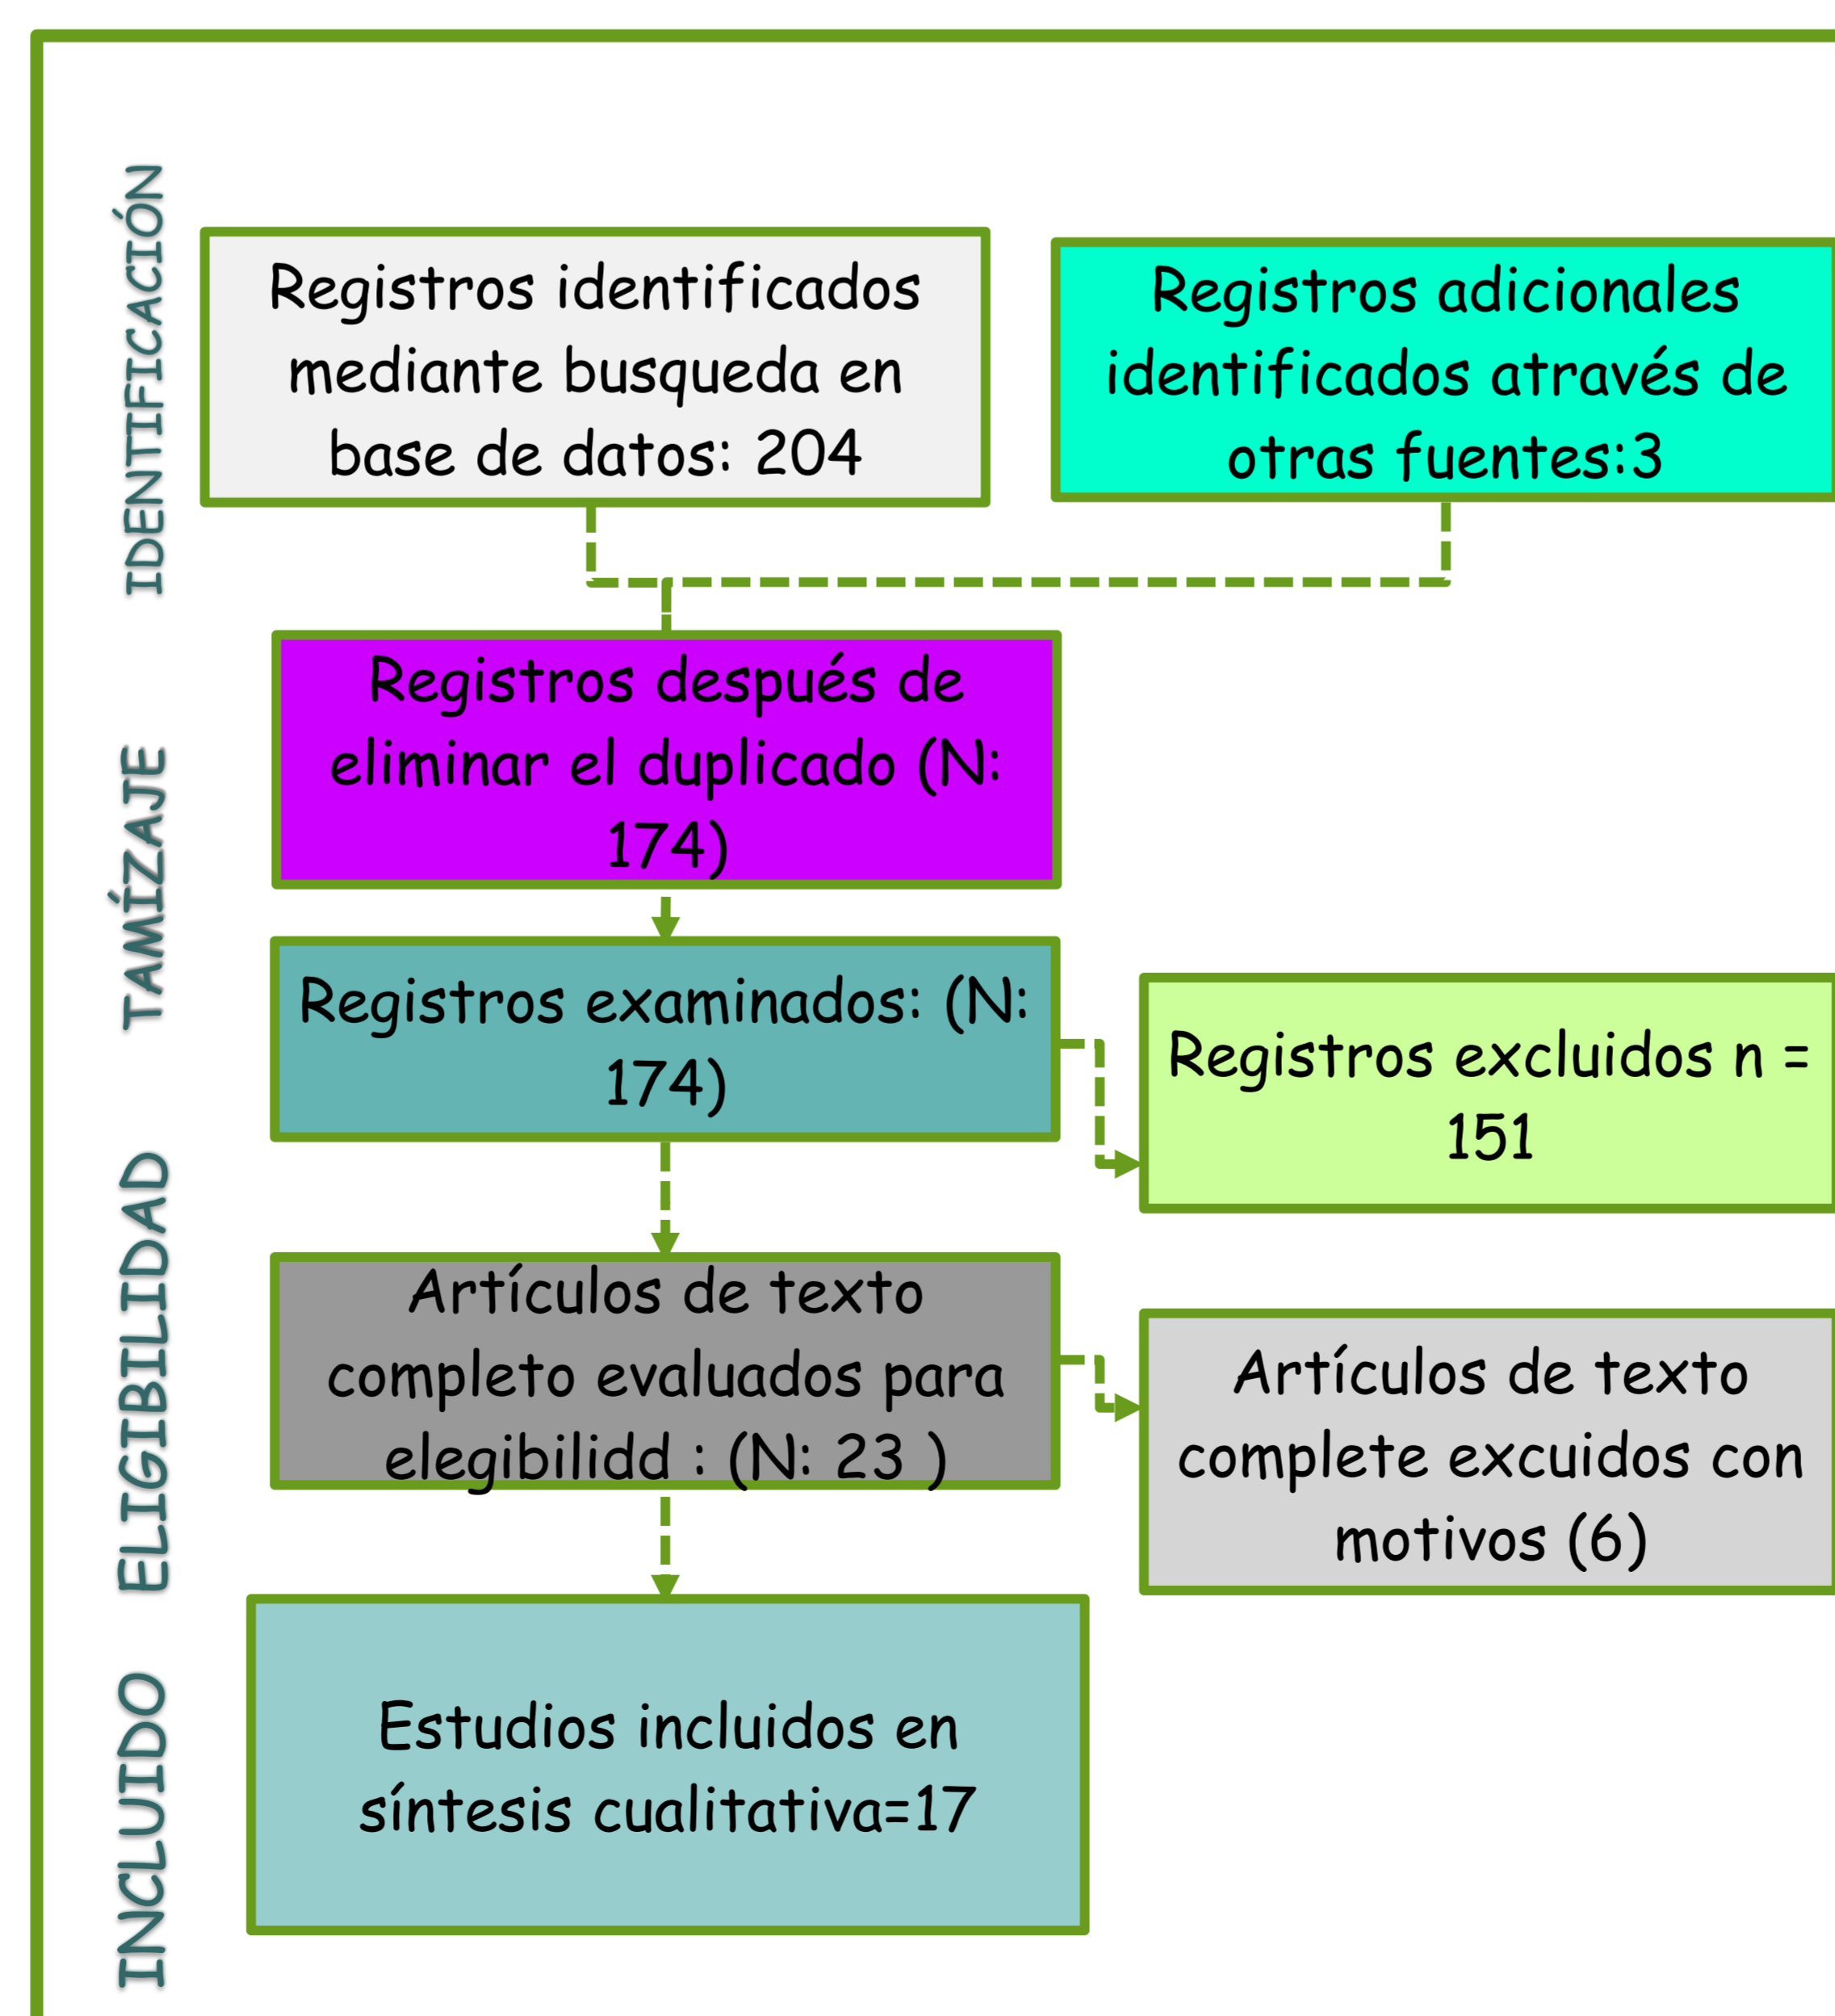 IDENTIFICACIÓN
Registros identificados
mediante busqueda en
base de datos: 204
Registros adicionales
identificados através de
otras fuentes:3
TAMÍZAJE
Registros después de
eliminar el duplicado (N:
174)
Registros examinados: (N:
174)
Registros excluidos n =
151
ELIGIBILIDAD
Artículos de texto
completo evaluados para
elegibilidd : (N: 23 )
Artículos de texto
complete excuidos con
motivos (6)
INCLUIDO
Estudios incluidos en
síntesis cualitativa=17